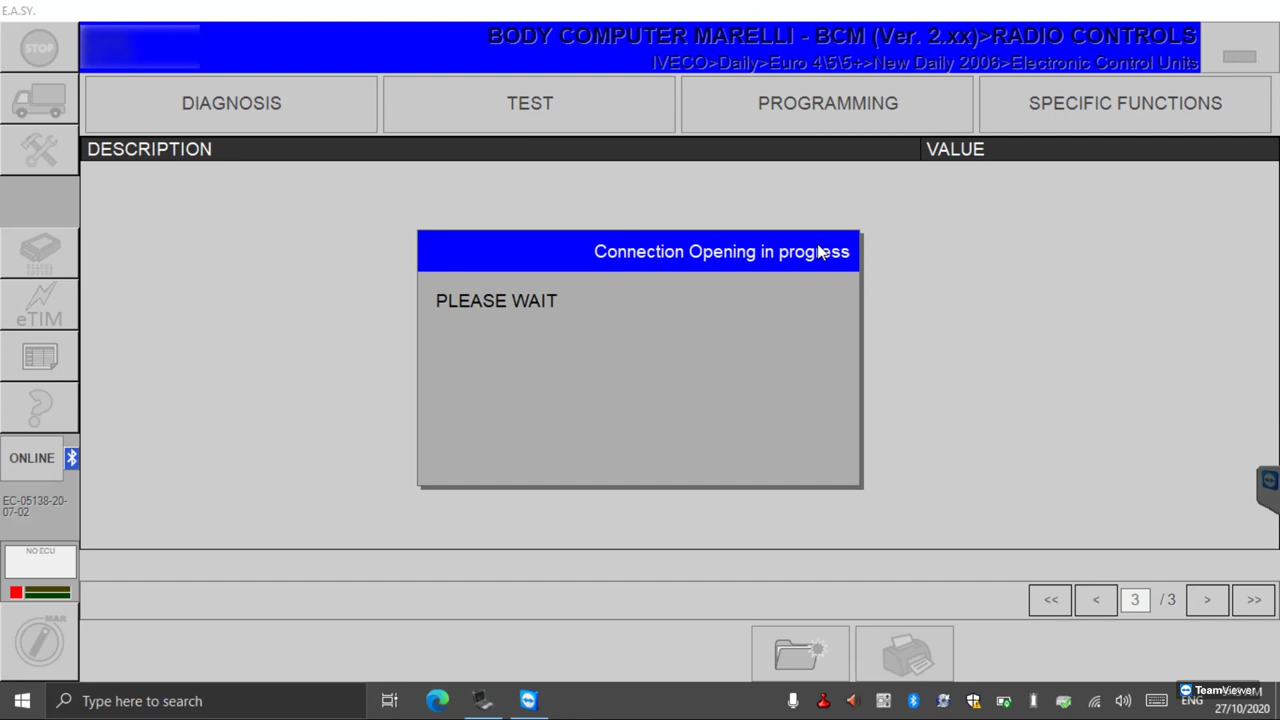 E.A.SY.
STOP
BODY COMPUTER MARELLI - BCM (Ver. 2.xx)>RADIO CONTROLS
IVECO>Daily>Euro 4\5\5+>New Daily 2006>Electronic Control Units
DIAGNOSIS
TEST
PROGRAMMING
SPECIFIC FUNCTIONS
DESCRIPTION
VALUE
Connection Opening in progress
PLEASE WAIT
eTIM
ONLINE
EC-05138-20-
07-02
NO ECU
MAR
<<
<
3
/ 3
>
>>
Type here to search
TeamViewer
ENG
27/10/2020